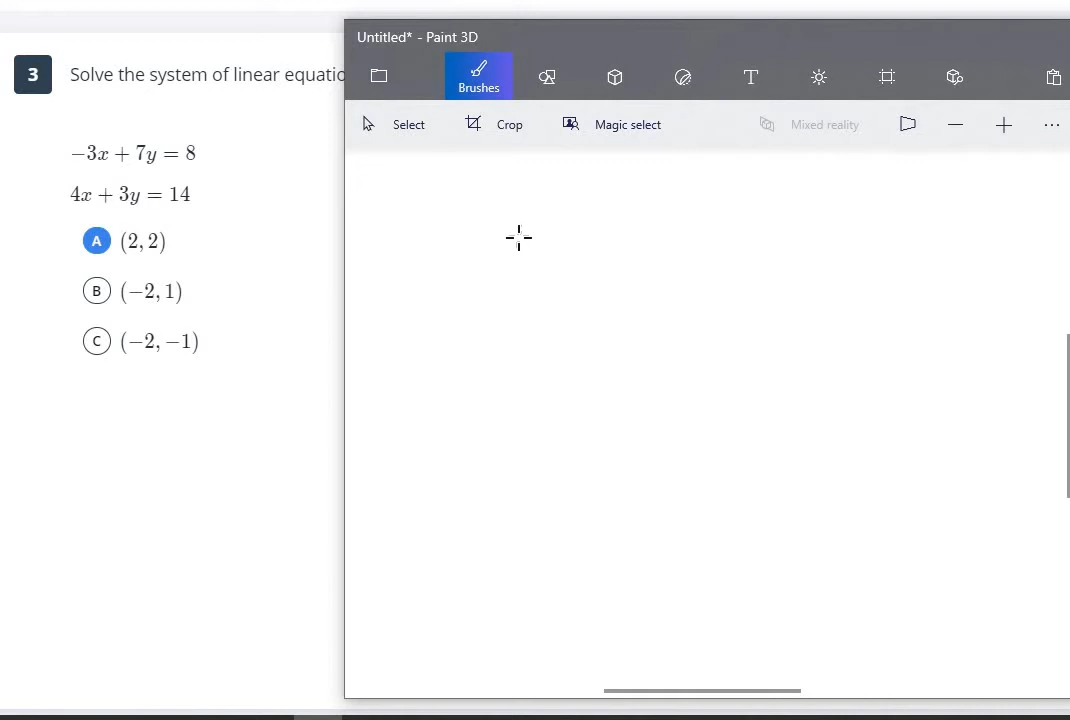 Untitled* - Paint 3D
Brushes
Select Crop Magic select Mixed reality
3 Solve the system of linear
−3x + 7y = 8
4x + 3y = 14
A (2, 2)
B (−2, 1)
C (−2, −1)